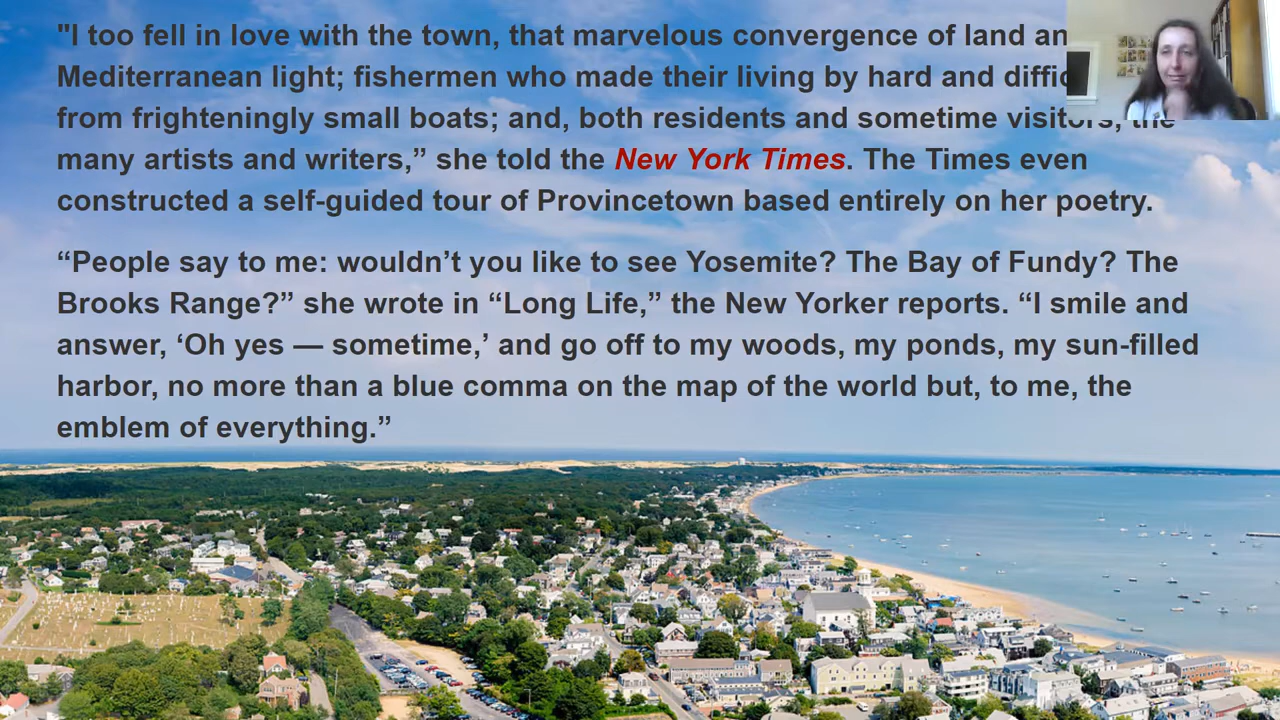 "I too fell in love with the town, that marvelous convergence of land
Mediterranean light; fishermen who made their living by hard and
from frighteningly small boats; and, both residents and sometime visitors, the
many artists and writers,” she told the New York Times. The Times even
constructed a self-guided tour of Provincetown based entirely on her poetry.
“People say to me: wouldn’t you like to see Yosemite? The Bay of Fundy? The
Brooks Range?” she wrote in “Long Life,” the New Yorker reports. “I smile and
answer, ‘Oh yes — sometime,’ and go off to my woods, my ponds, my sun-filled
harbor, no more than a blue comma on the map of the world but, to me, the
emblem of everything.”